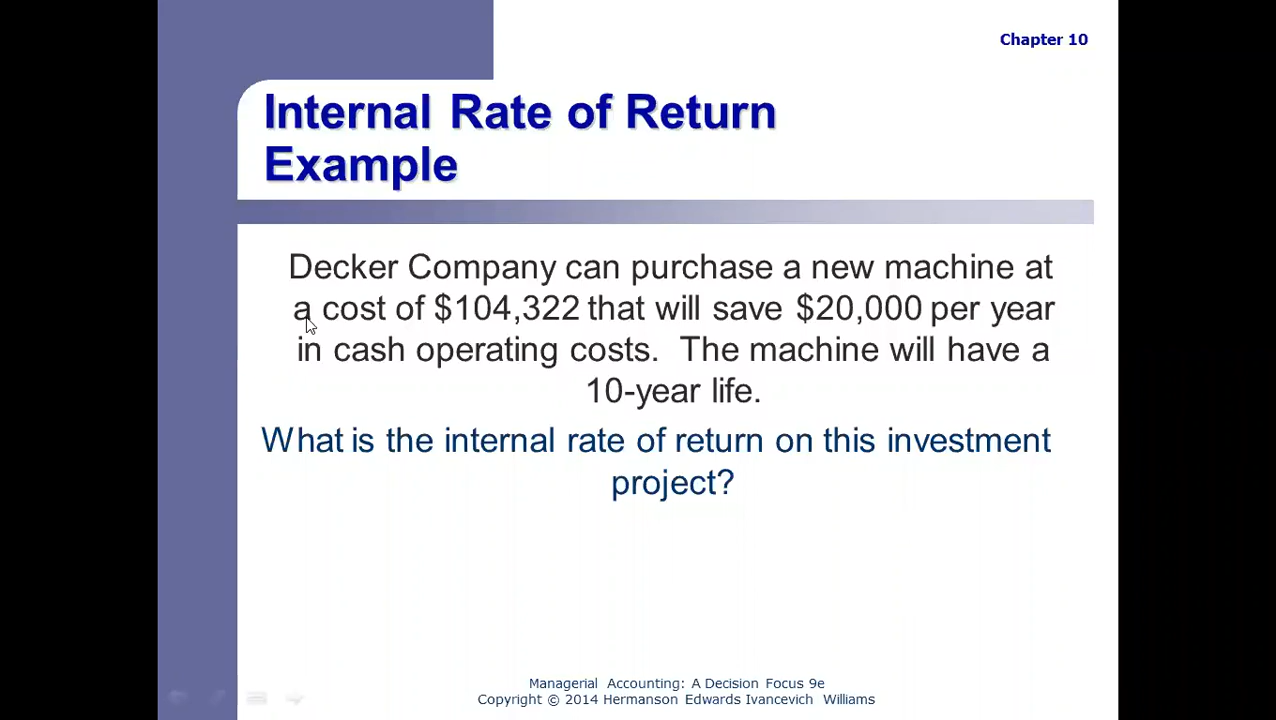 Chapter 10
Internal Rate of Return
Example
Decker Company can purchase a new machine at
a cost of $104,322 that will save $20,000 per year
in cash operating costs.  The machine will have a
10-year life.
What is the internal rate of return on this investment
project?
Managerial Accounting: A Decision Focus 9e
Copyright © 2014 Hermanson Edwards Ivancevich Williams